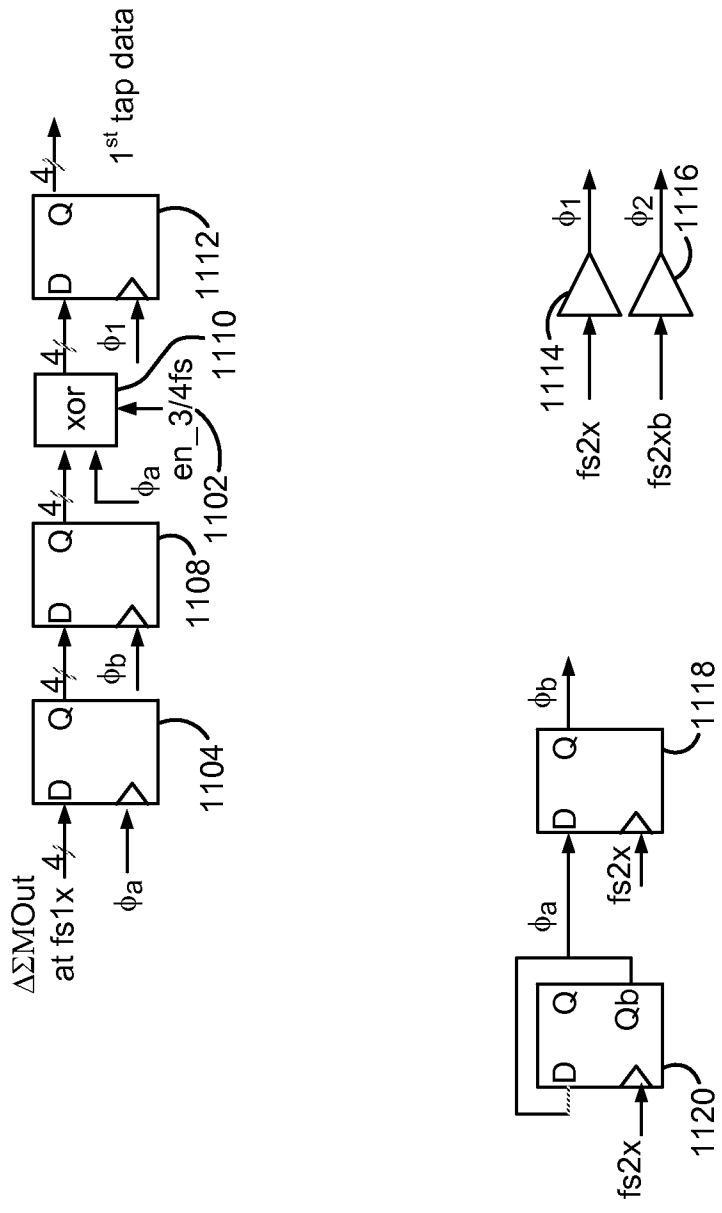 ΔΣMOut
at fs1x
4
D
Q
ϕa
1104
4
D
Q
ϕb
1108
4
xor
ϕa
en_3/4fs
1102
1110
4
D
Q
ϕ1
1112
4
1st tap data
fs2x
D
Q
Qb
1120
ϕa
D
Q
fs2x
1118
ϕb
fs2x
1114
ϕ1
fs2xb
ϕ2
1116